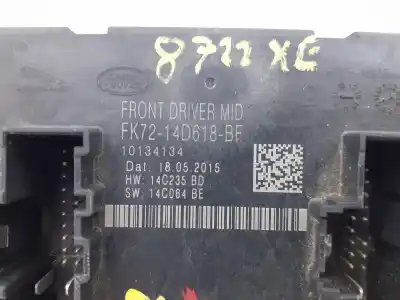 8722 XE
FRONT DRIVER MID
FK72-14D618-BF
10134134
Dat. 18.05.2015
HW: 14C235 BD
SW: 14C064 BE